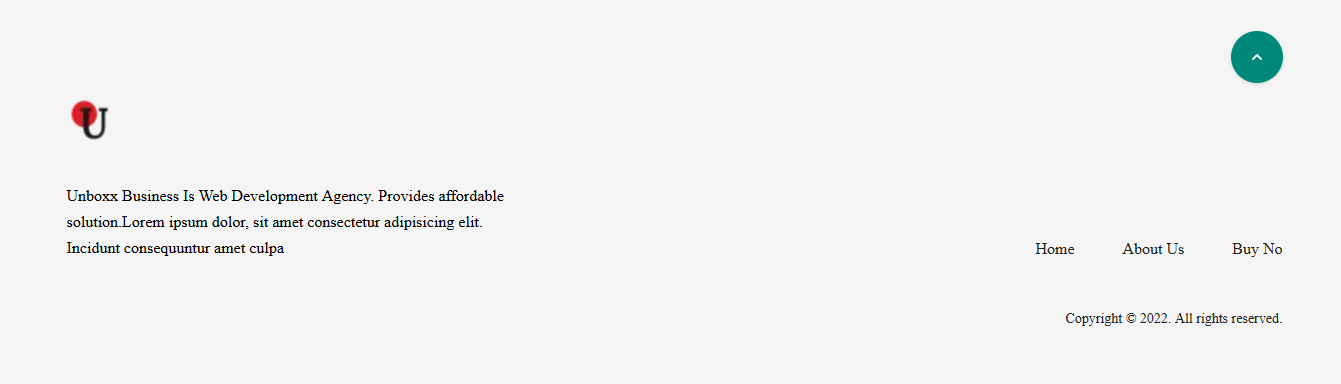 U
Unboxx Business Is Web Development Agency. Provides affordable
solution.Lorem ipsum dolor, sit amet consectetur adipisicing elit.
Incidunt consequuntur amet culpa
Home About Us Buy No
Copyright © 2022. All rights reserved.